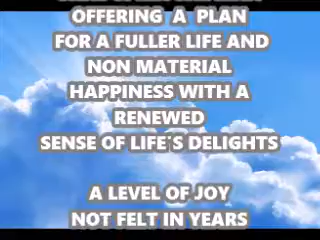 OFFERING A PLAN
FOR A FULLER LIFE AND
NON MATERIAL
HAPPINESS WITH A
RENEWED
SENSE OF LIFE`S DELIGHTS
A LEVEL OF JOY
NOT FELT IN YEARS